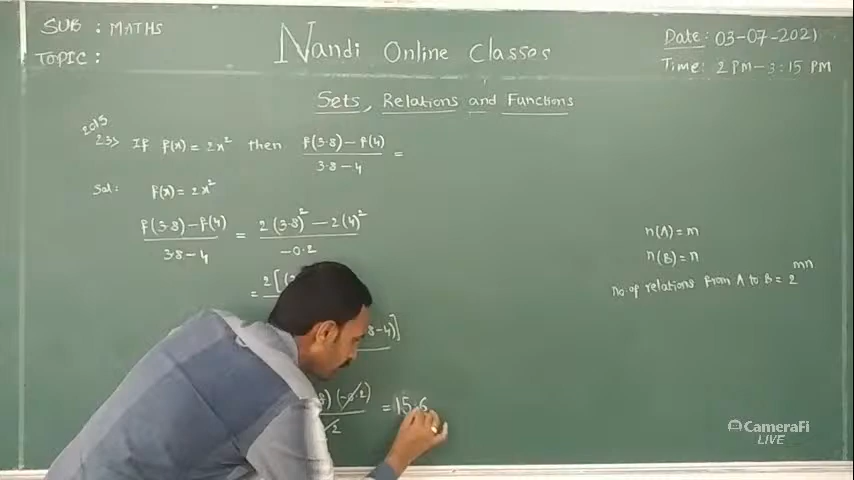 SUB : MATHS
TOPIC :
Nandi Online Classes
Date: 03-07-2021
Time: 2 PM-3:15 PM
Sets, Relations and Functions
2015
23> If f(x) = 2x² then f(3.8) - f(4) / 3.8 - 4 =
Sol: f(x) = 2x²
f(3.8) - f(4) / 3.8 - 4 = 2(3.8)² - 2(4)² / -0.2
= 2[(
8-4)]
) (-0.2) / 2 = 15.6
n(A) = m
n(B) = n
no. of relations from A to B = 2^mn
CameraFi
LIVE